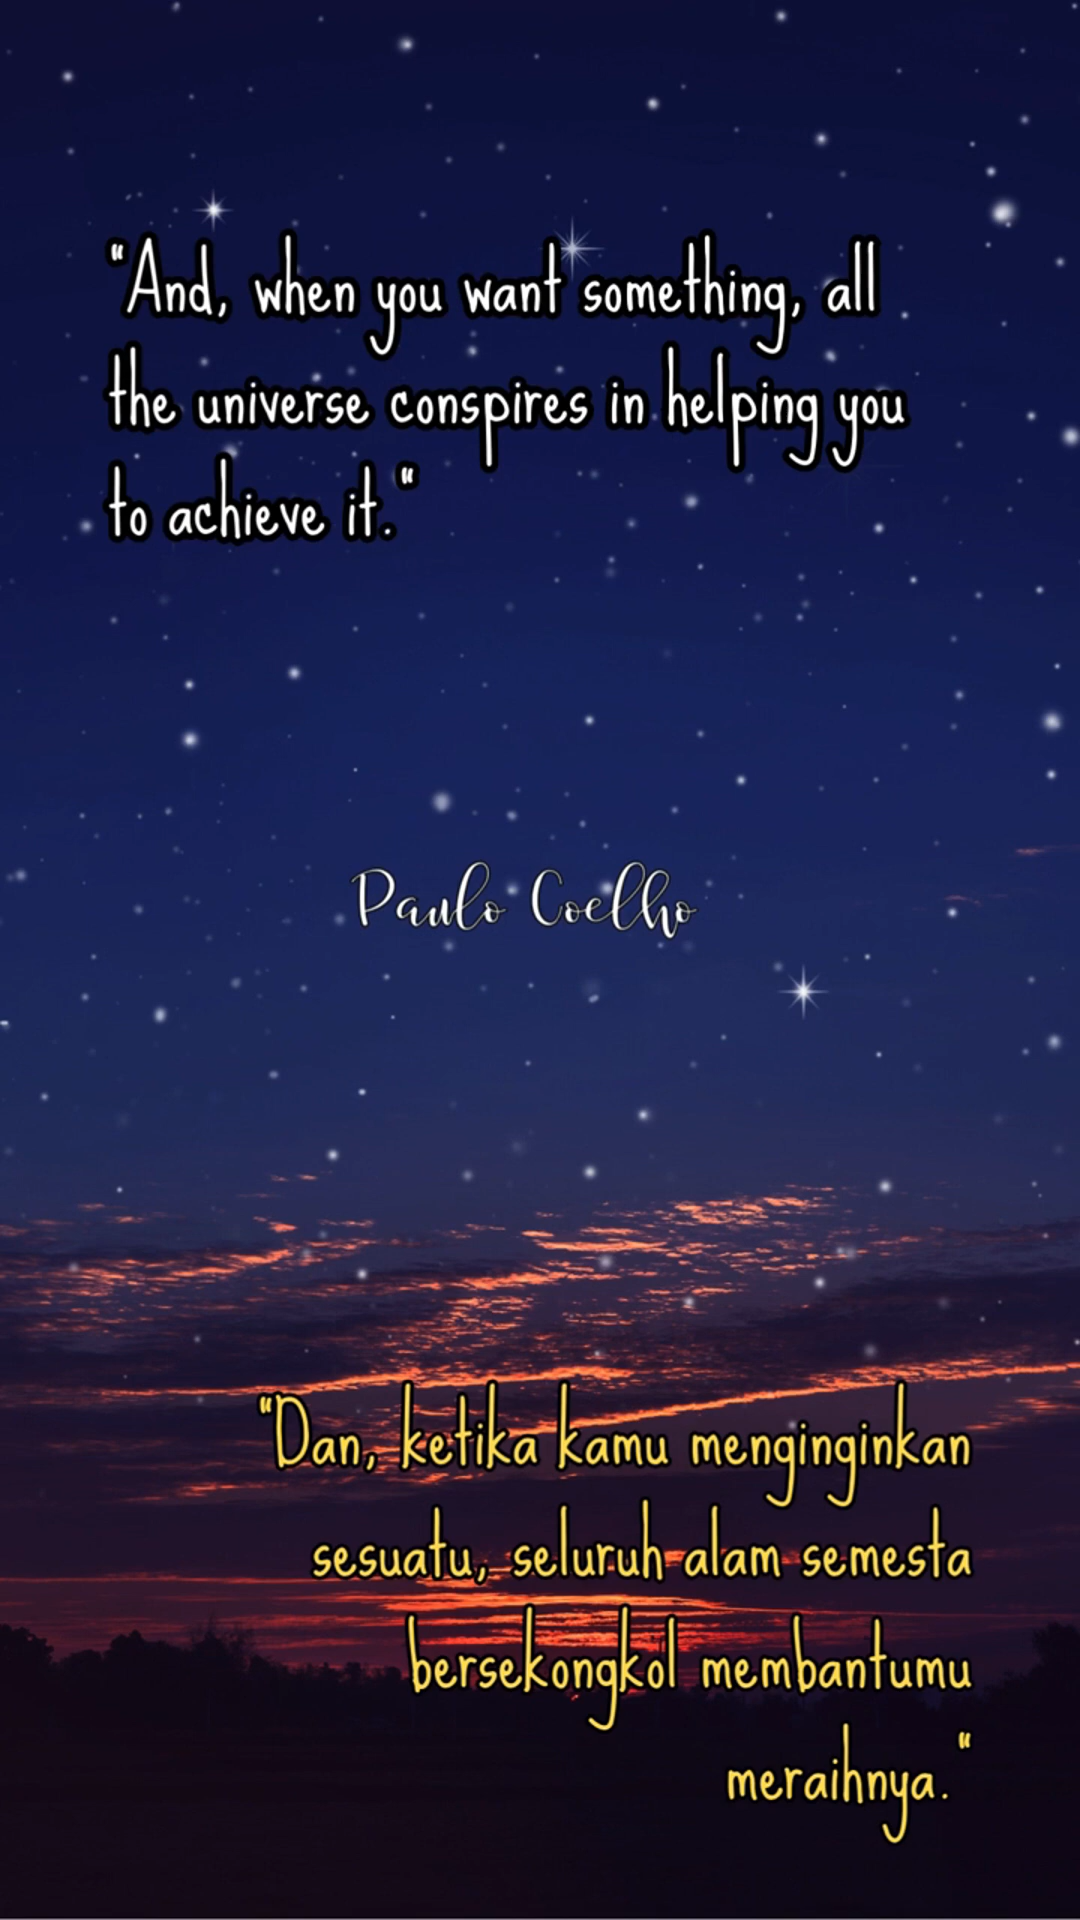 "And, when you want something, all
the universe conspires in helping you
to achieve it."
Paulo Coelho
"Dan, ketika kamu menginginkan
sesuatu, seluruh alam semesta
bersekongkol membantumu
meraihnya. "